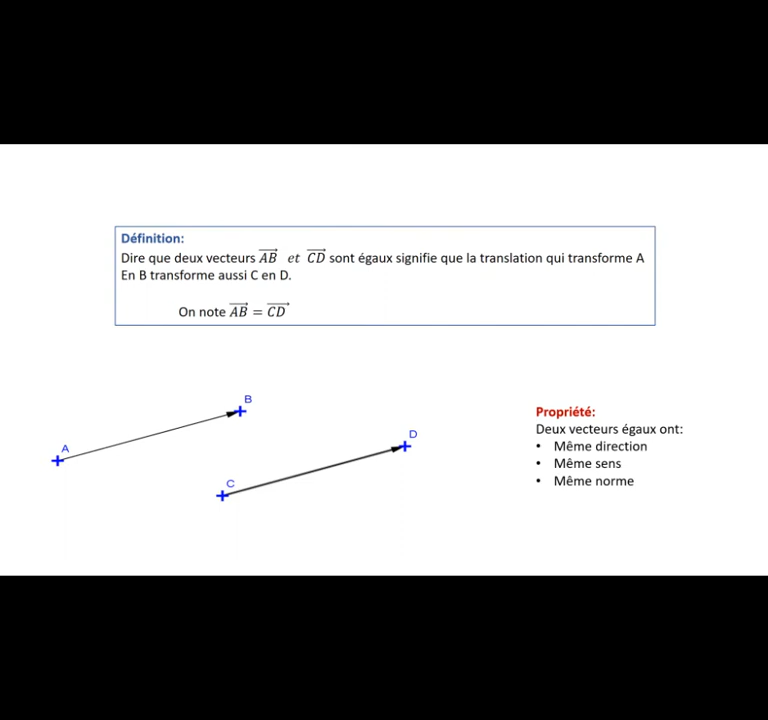 Définition:
Dire que deux vecteurs \overrightarrow{AB} et \overrightarrow{CD} sont égaux signifie que la translation qui transforme A
En B transforme aussi C en D.
On note \overrightarrow{AB} = \overrightarrow{CD}
B
A
D
C
Propriété:
Deux vecteurs égaux ont:
• Même direction
• Même sens
• Même norme